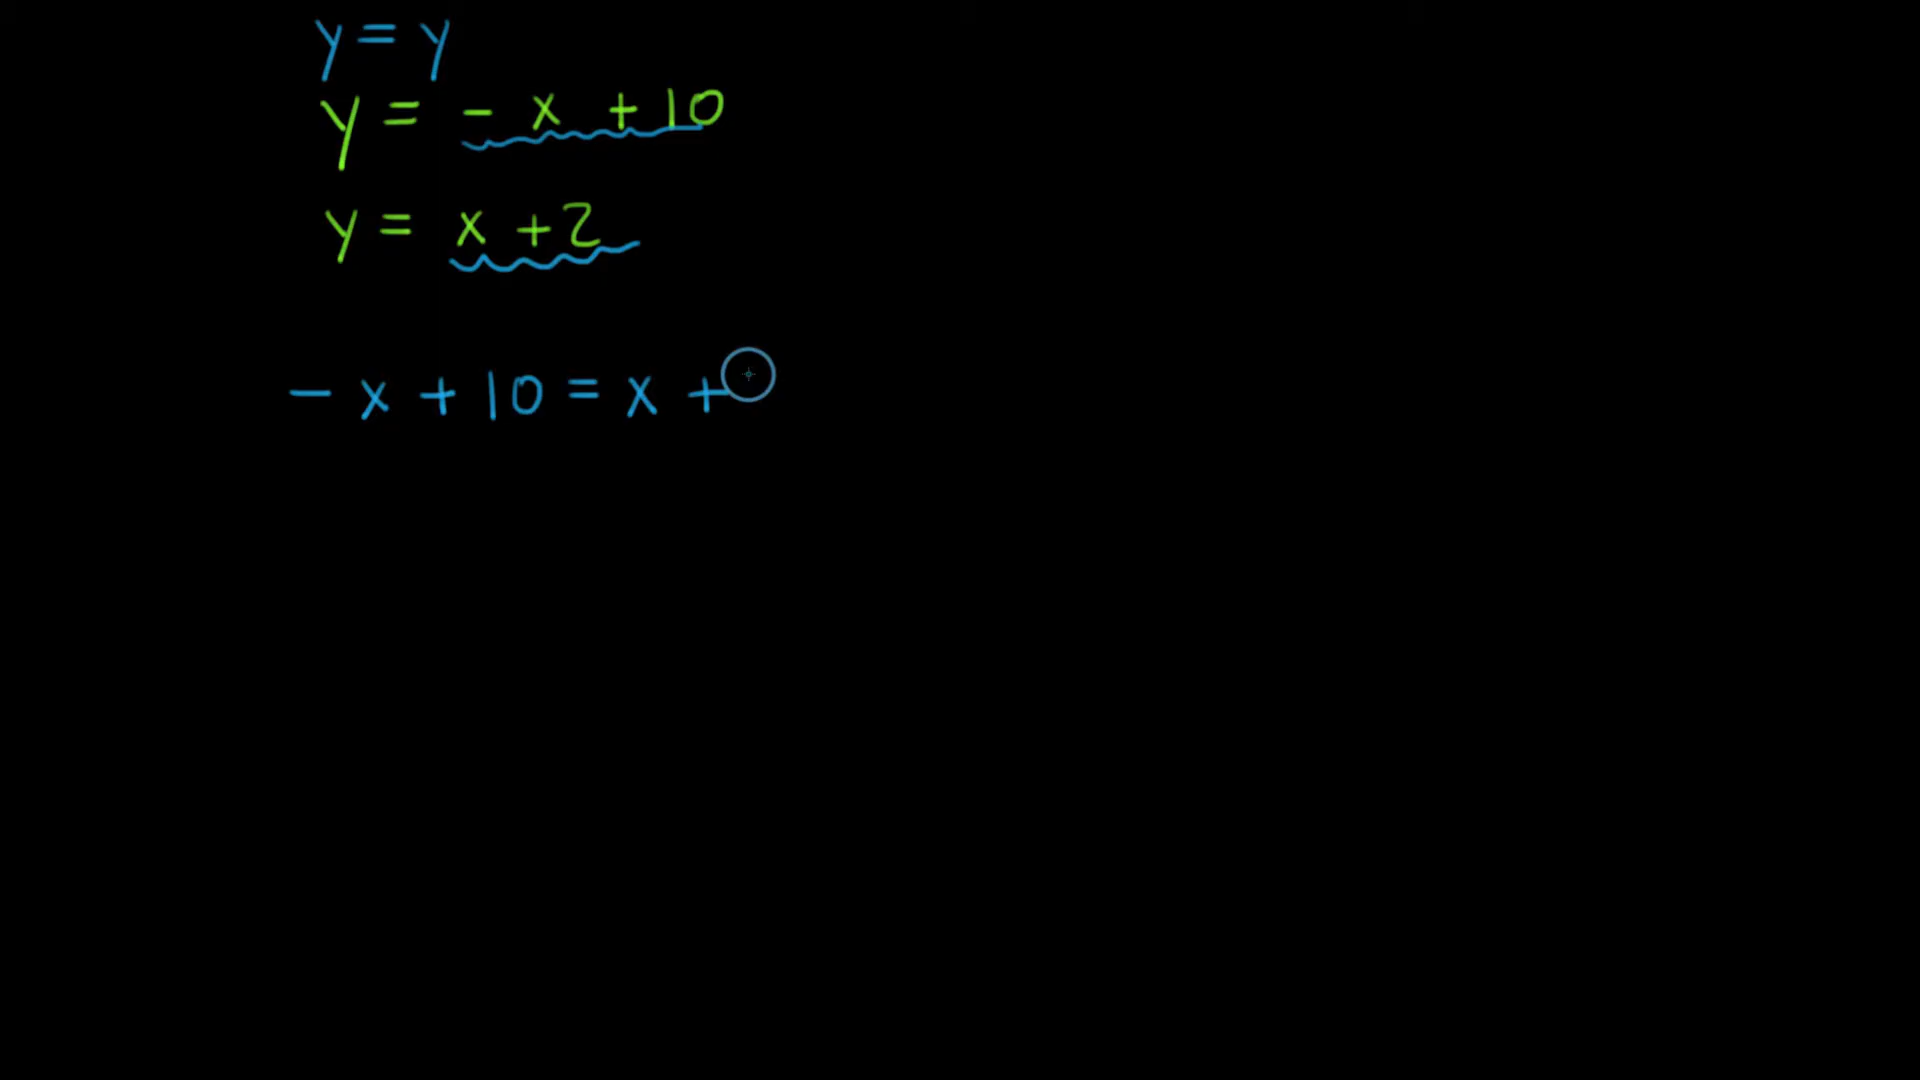 y = y
y = - x + 10
y = x + 2
- x + 10 = x +